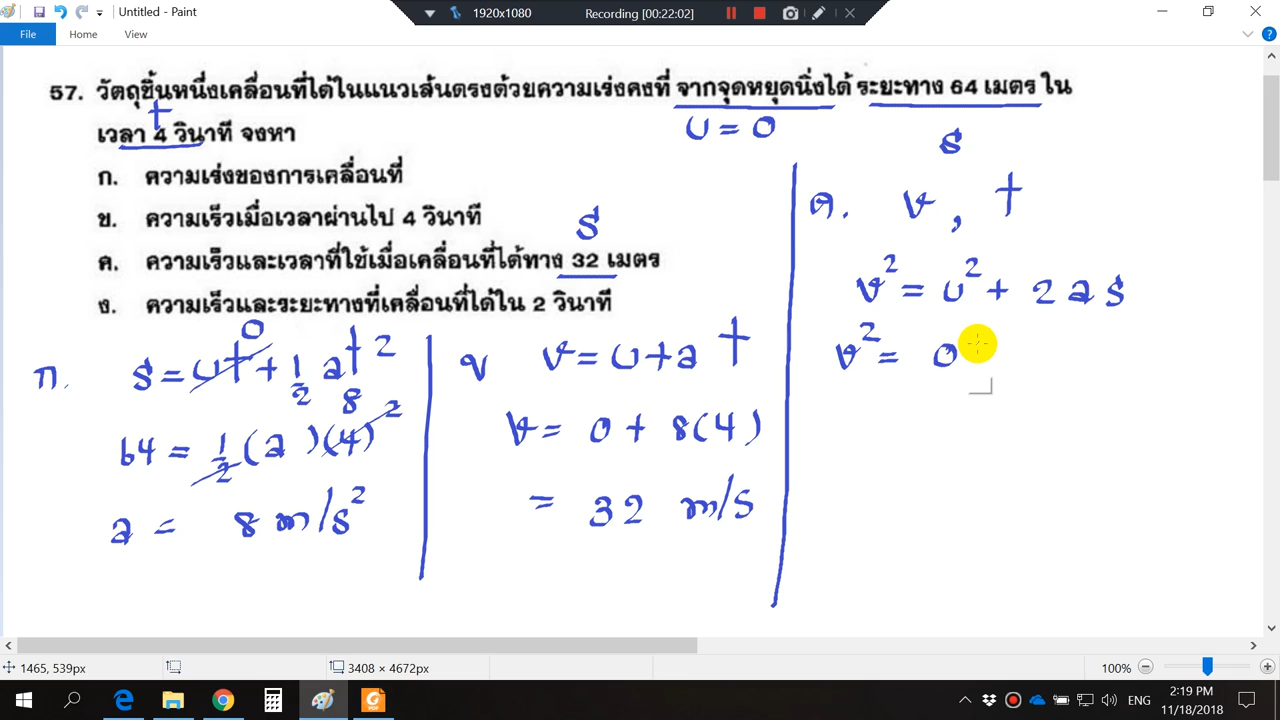 Untitled - Paint
1920x1080
Recording [00:22:02]
File Home View
57. วัตถุชิ้นหนึ่งเคลื่อนที่ได้ในแนวเส้นตรงด้วยความเร่งคงที่ จากจุดหยุดนิ่งได้ ระยะทาง 64 เมตร ใน
t
u = 0
s
เวลา 4 วินาที จงหา
ก. ความเร่งของการเคลื่อนที่
ข. ความเร็วเมื่อเวลาผ่านไป 4 วินาที
s
ค. ความเร็วและเวลาที่ใช้เมื่อเคลื่อนที่ได้ทาง 32 เมตร
ง. ความเร็วและระยะทางที่เคลื่อนที่ได้ใน 2 วินาที
ก. s = ut + 1/2 at²
0
64 = 1/2 (a)(4)²
8
a = 8 m/s²
ข v = u + a t
v = 0 + 8(4)
= 32 m/s
ค. v , t
v² = u² + 2 a s
v² = 0
1465, 539px
3408 × 4672px
100%
ENG
2:19 PM
11/18/2018